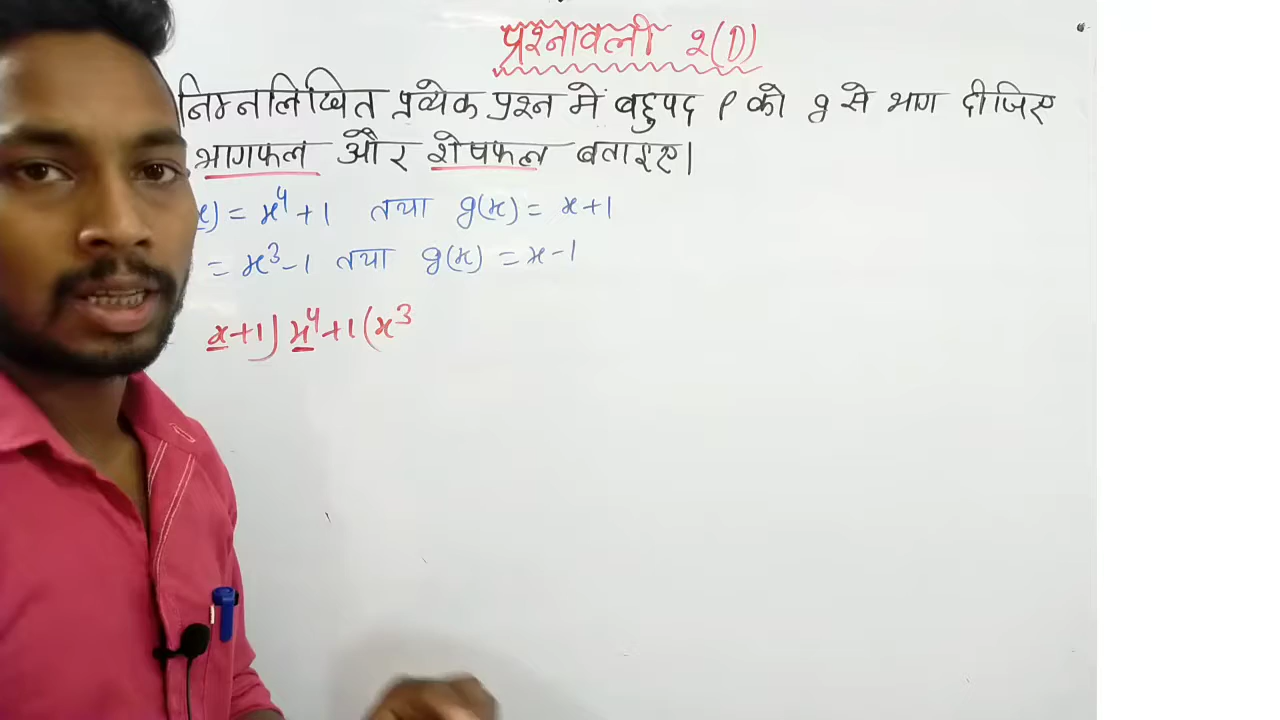 प्रश्नावली 2(D)
निम्नलिखित प्रत्येक प्रश्न में बहुपद p को g से भाग दीजिए
भागफल और शेषफल बताइए।
x) = x⁴ + 1 तथा g(x) = x + 1
= x³ - 1 तथा g(x) = x - 1
x + 1) x⁴ + 1 (x³